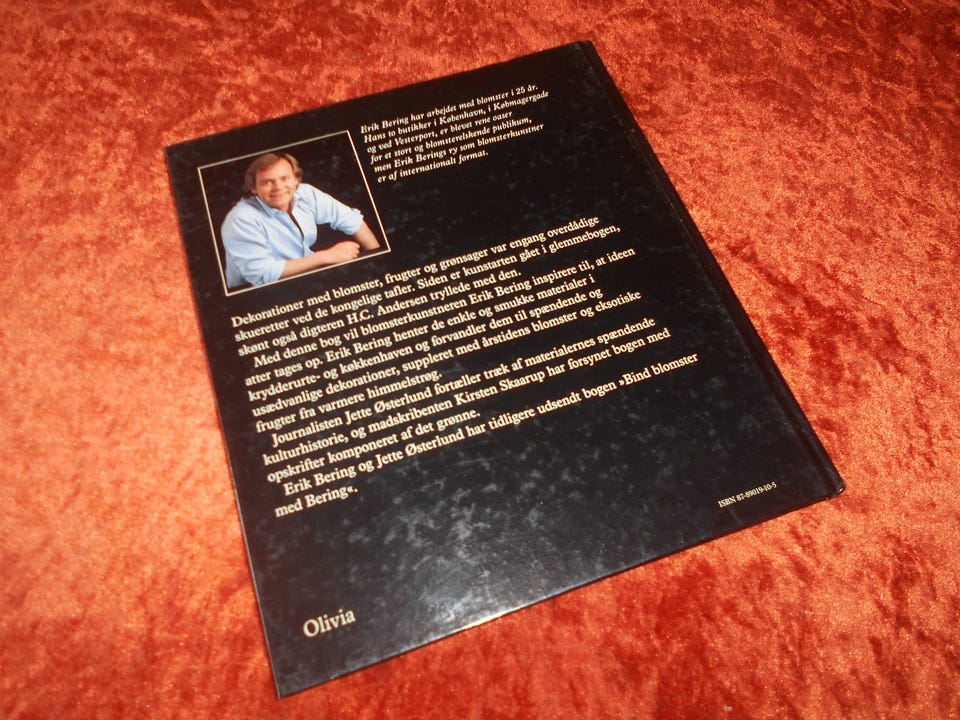 Erik Bering har arbejdet med blomster i 25 år.
Hans to butikker i København, i Købmagergade
og ved Vesterport, er blevet rene oaser
for et stort og blomsterelskende publikum,
men Erik Berings ry som blomsterkunstner
er af internationalt format.
Dekorationer med blomster, frugter og grønsager var engang overdådige
skueretter ved de kongelige tafler. Siden er kunstarten gået i glemmebogen,
skønt også digteren H.C. Andersen tryllede med den.
Med denne bog vil blomsterkunstneren Erik Bering inspirere til, at ideen
atter tages op. Erik Bering henter de enkle og smukke materialer i
krydderurte- og køkkenhaven og forvandler dem til spændende og
usædvanlige dekorationer, suppleret med årstidens blomster og eksotiske
frugter fra varmere himmelstrøg.
Journalisten Jette Østerlund fortæller træk af materialernes spændende
kulturhistorie, og madskribenten Kirsten Skaarup har forsynet bogen med
opskrifter komponeret af det grønne.
Erik Bering og Jette Østerlund har tidligere udsendt bogen »Bind blomster
med Bering«.
ISBN 87-89019-10-5
Olivia